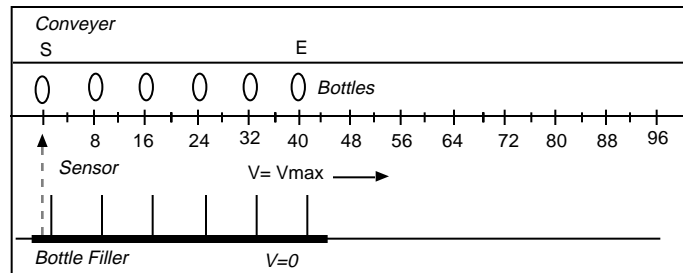 Conveyer
S E
Bottles
8 16 24 32 40 48 56 64 72 80 88 96
Sensor
V= Vmax
Bottle Filler V=0